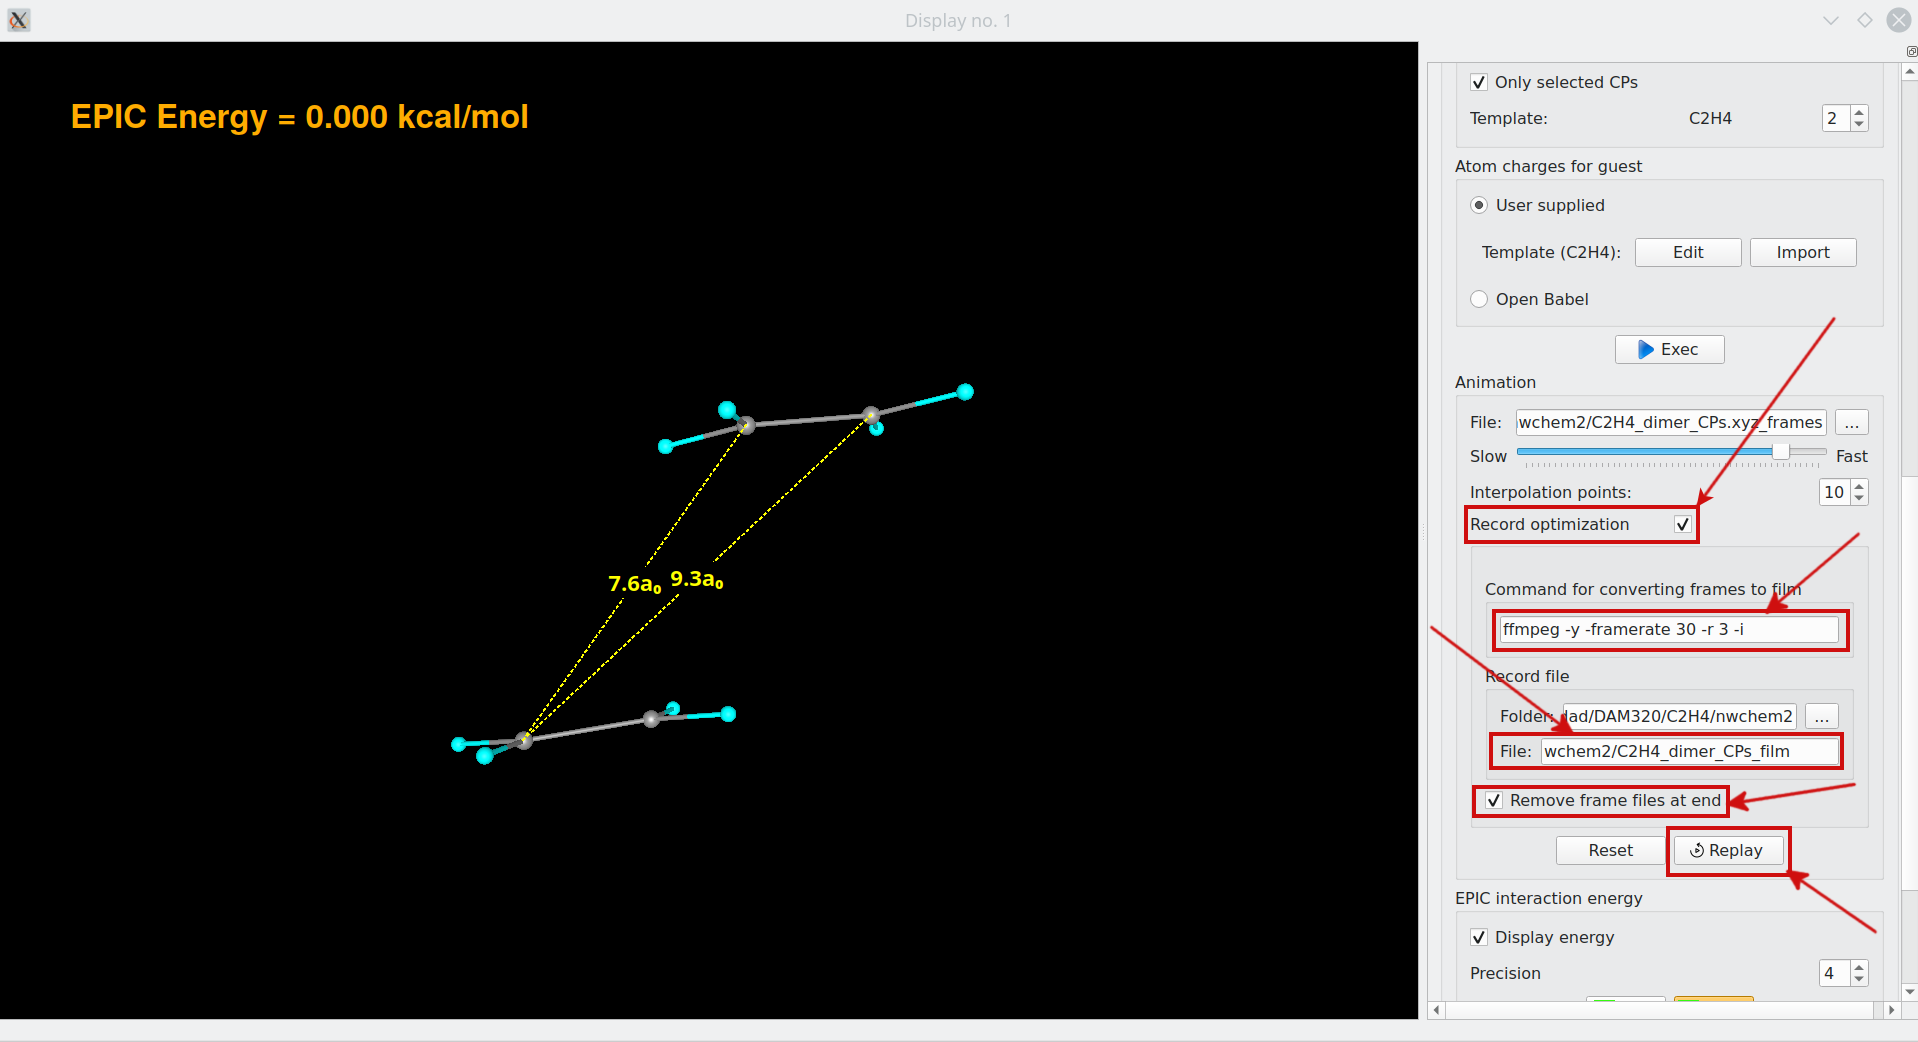 Display no. 1
EPIC Energy = 0.000 kcal/mol
7.6a₀ 9.3a₀
Only selected CPs
Template: C2H4 2
Atom charges for guest
User supplied
Template (C2H4): Edit Import
Open Babel
Exec
Animation
File: wchem2/C2H4_dimer_CPs.xyz_frames ...
Slow Fast
Interpolation points: 10
Record optimization
Command for converting frames to film
ffmpeg -y -framerate 30 -r 3 -i
Record file
Folder: dad/DAM320/C2H4/nwchem2 ...
File: wchem2/C2H4_dimer_CPs_film
Remove frame files at end
Reset Replay
EPIC interaction energy
Display energy
Precision 4